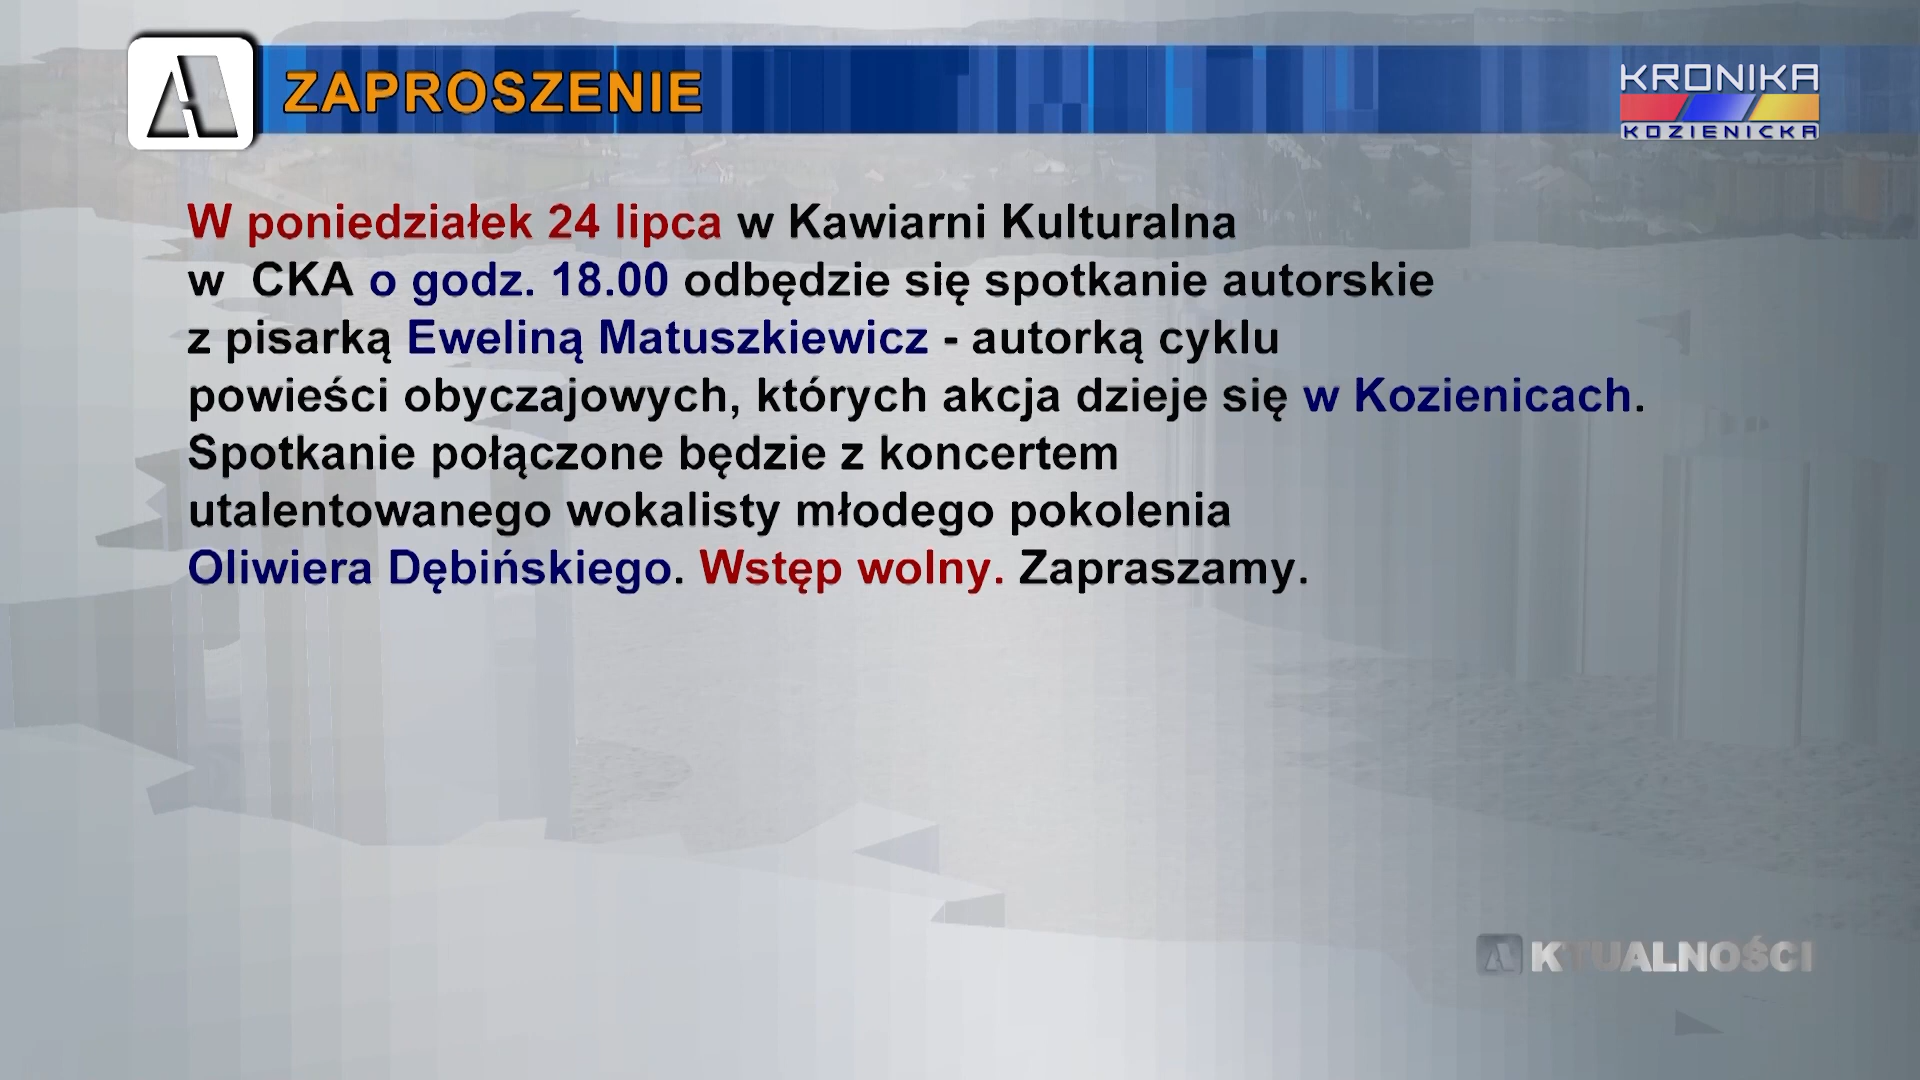 ZAPROSZENIE
KRONIKA
KOZIENICKA
W poniedziałek 24 lipca w Kawiarni Kulturalna
w CKA o godz. 18.00 odbędzie się spotkanie autorskie
z pisarką Eweliną Matuszkiewicz - autorką cyklu
powieści obyczajowych, których akcja dzieje się w Kozienicach.
Spotkanie połączone będzie z koncertem
utalentowanego wokalisty młodego pokolenia
Oliwiera Dębińskiego. Wstęp wolny. Zapraszamy.
AKTUALNOŚCI